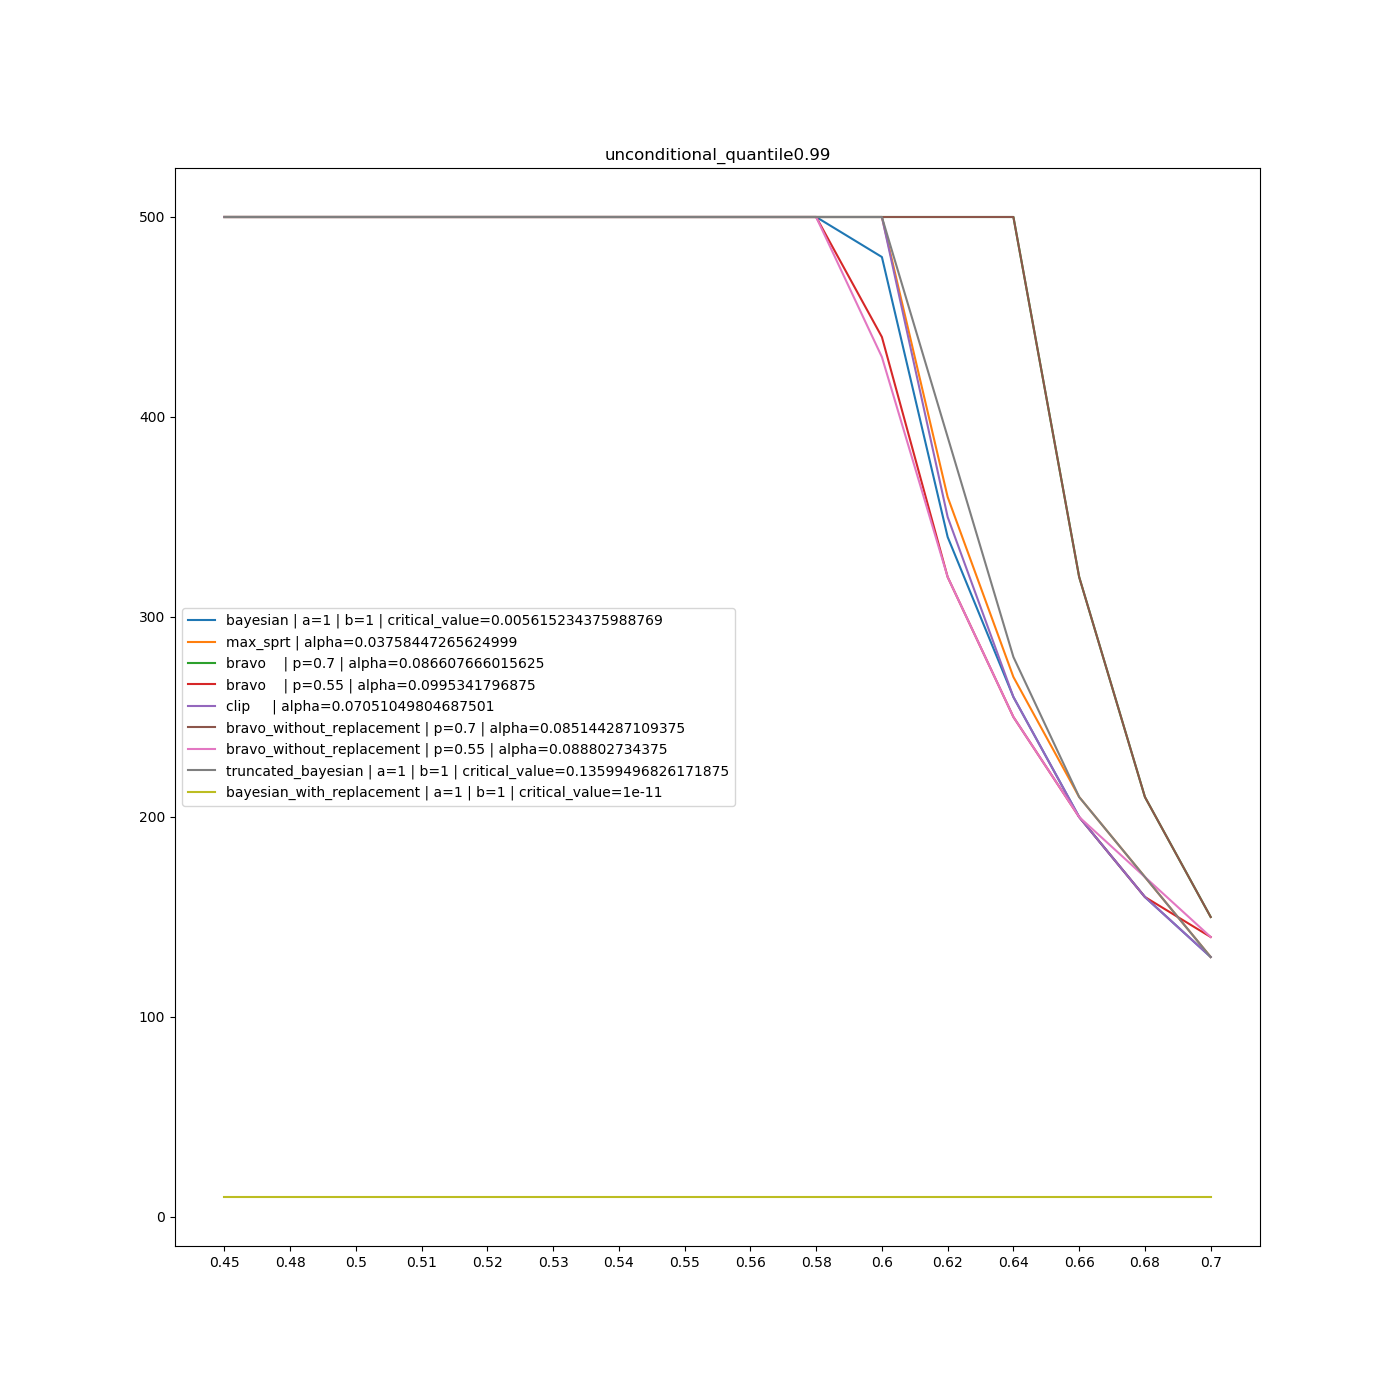 unconditional_quantile0.99
500
400
300
200
100
0
bayesian | a=1 | b=1 | critical_value=0.005615234375988769
max_sprt | alpha=0.03758447265624999
bravo    | p=0.7 | alpha=0.086607666015625
bravo    | p=0.55 | alpha=0.0995341796875
clip     | alpha=0.07051049804687501
bravo_without_replacement | p=0.7 | alpha=0.085144287109375
bravo_without_replacement | p=0.55 | alpha=0.088802734375
truncated_bayesian | a=1 | b=1 | critical_value=0.13599496826171875
bayesian_with_replacement | a=1 | b=1 | critical_value=1e-11
0.45 0.48 0.5 0.51 0.52 0.53 0.54 0.55 0.56 0.58 0.6 0.62 0.64 0.66 0.68 0.7